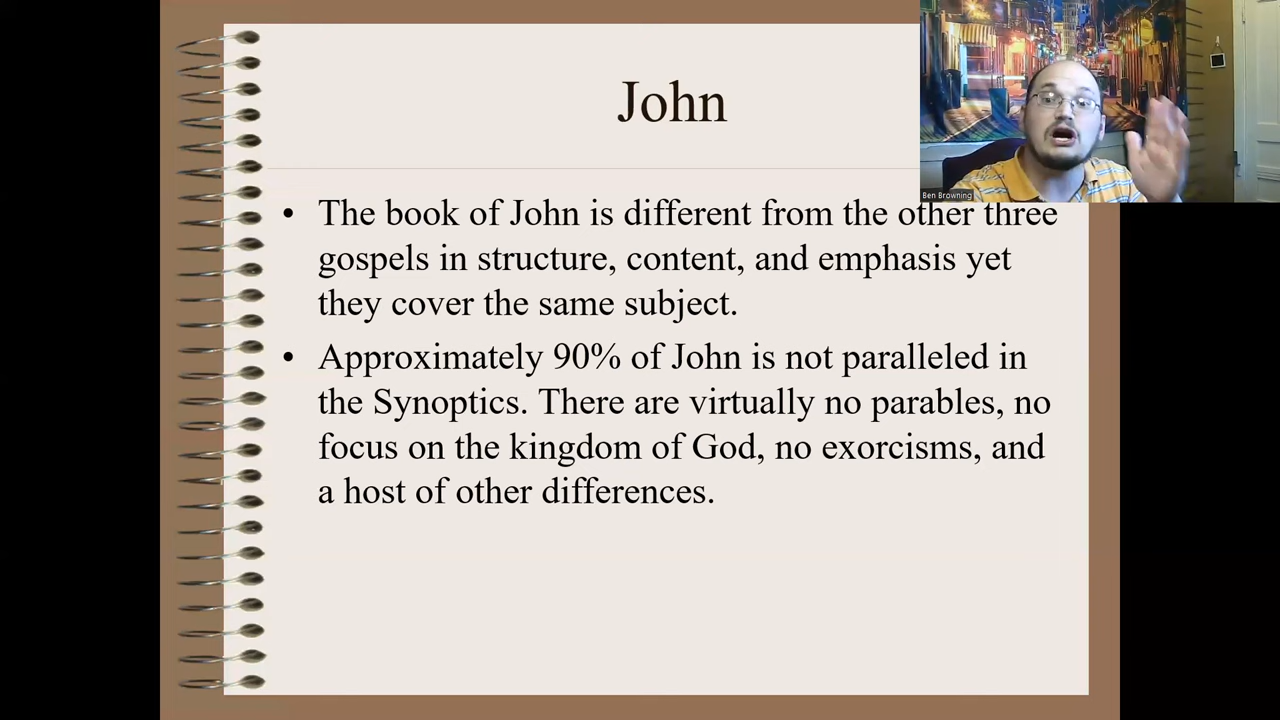 John
Ben Browning
• The book of John is different from the other three
gospels in structure, content, and emphasis yet
they cover the same subject.
• Approximately 90% of John is not paralleled in
the Synoptics. There are virtually no parables, no
focus on the kingdom of God, no exorcisms, and
a host of other differences.